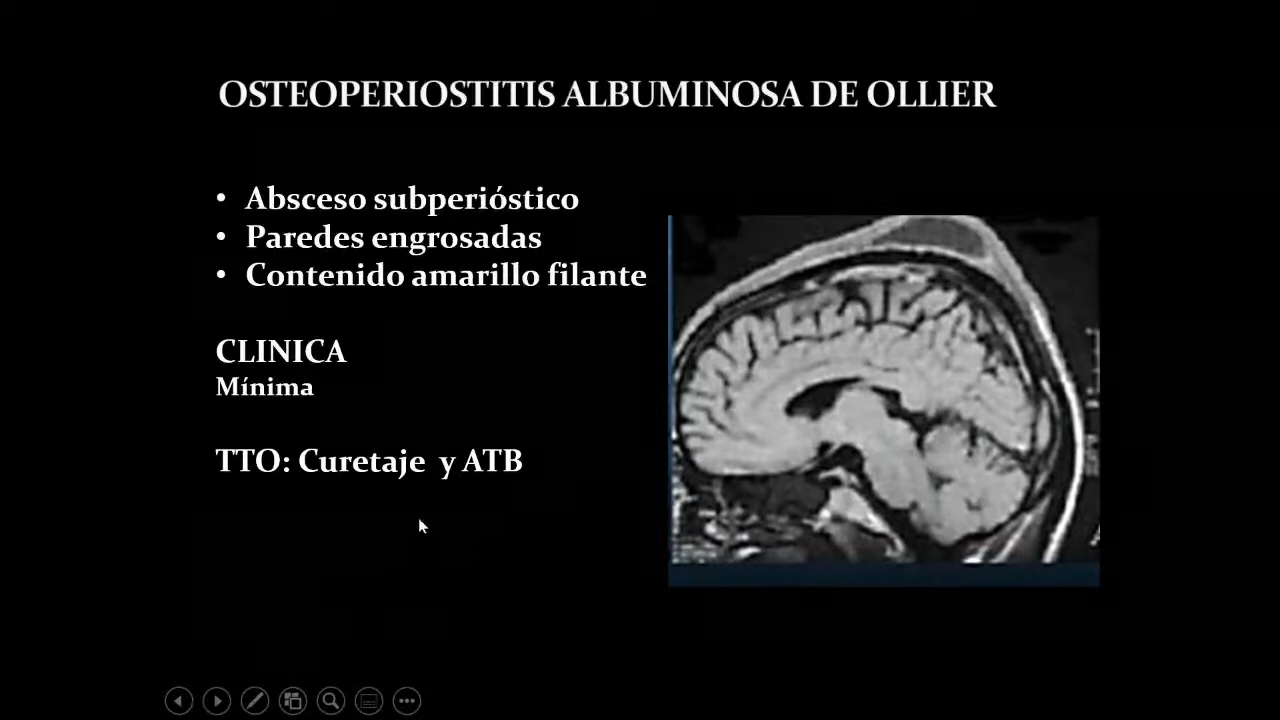 OSTEOPERIOSTITIS ALBUMINOSA DE OLLIER
• Absceso subperióstico
• Paredes engrosadas
• Contenido amarillo filante
CLINICA
Mínima
TTO: Curetaje y ATB